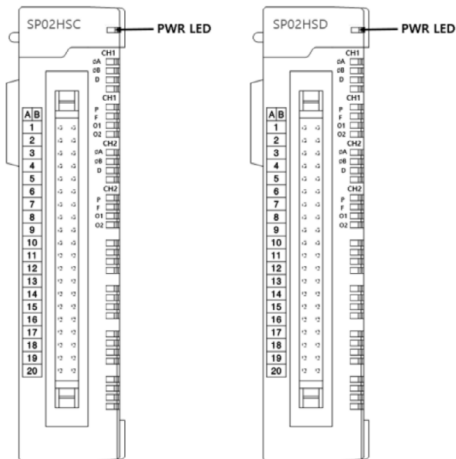 SP02HSC
PWR LED
CH1
øA
øB
D
CH1
P
F
O1
O2
CH2
øA
øB
D
CH2
P
F
O1
O2
A B
1
2
3
4
5
6
7
8
9
10
11
12
13
14
15
16
17
18
19
20
SP02HSD
PWR LED
CH1
øA
øB
D
CH1
P
F
O1
O2
CH2
øA
øB
D
CH2
P
F
O1
O2
A B
1
2
3
4
5
6
7
8
9
10
11
12
13
14
15
16
17
18
19
20